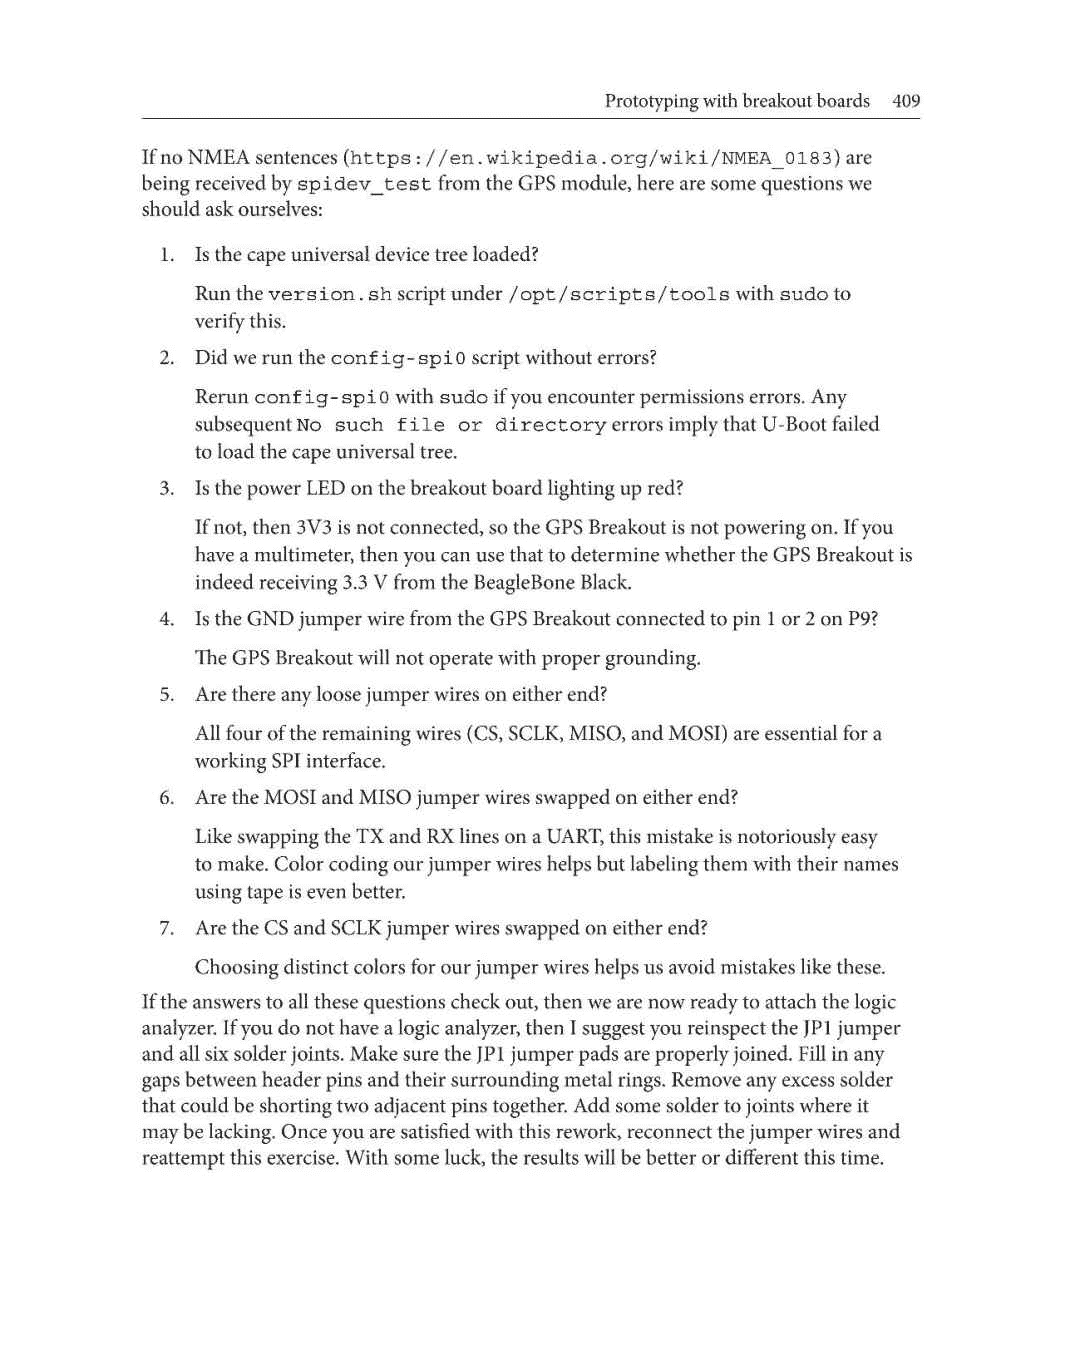 Prototyping with breakout boards 409
If no NMEA sentences (https://en.wikipedia.org/wiki/NMEA_0183) are
being received by spidev_test from the GPS module, here are some questions we
should ask ourselves:
1. Is the cape universal device tree loaded?
Run the version.sh script under /opt/scripts/tools with sudo to
verify this.
2. Did we run the config-spi0 script without errors?
Rerun config-spi0 with sudo if you encounter permissions errors. Any
subsequent No such file or directory errors imply that U-Boot failed
to load the cape universal tree.
3. Is the power LED on the breakout board lighting up red?
If not, then 3V3 is not connected, so the GPS Breakout is not powering on. If you
have a multimeter, then you can use that to determine whether the GPS Breakout is
indeed receiving 3.3 V from the BeagleBone Black.
4. Is the GND jumper wire from the GPS Breakout connected to pin 1 or 2 on P9?
The GPS Breakout will not operate with proper grounding.
5. Are there any loose jumper wires on either end?
All four of the remaining wires (CS, SCLK, MISO, and MOSI) are essential for a
working SPI interface.
6. Are the MOSI and MISO jumper wires swapped on either end?
Like swapping the TX and RX lines on a UART, this mistake is notoriously easy
to make. Color coding our jumper wires helps but labeling them with their names
using tape is even better.
7. Are the CS and SCLK jumper wires swapped on either end?
Choosing distinct colors for our jumper wires helps us avoid mistakes like these.
If the answers to all these questions check out, then we are now ready to attach the logic
analyzer. If you do not have a logic analyzer, then I suggest you reinspect the JP1 jumper
and all six solder joints. Make sure the JP1 jumper pads are properly joined. Fill in any
gaps between header pins and their surrounding metal rings. Remove any excess solder
that could be shorting two adjacent pins together. Add some solder to joints where it
may be lacking. Once you are satisfied with this rework, reconnect the jumper wires and
reattempt this exercise. With some luck, the results will be better or different this time.